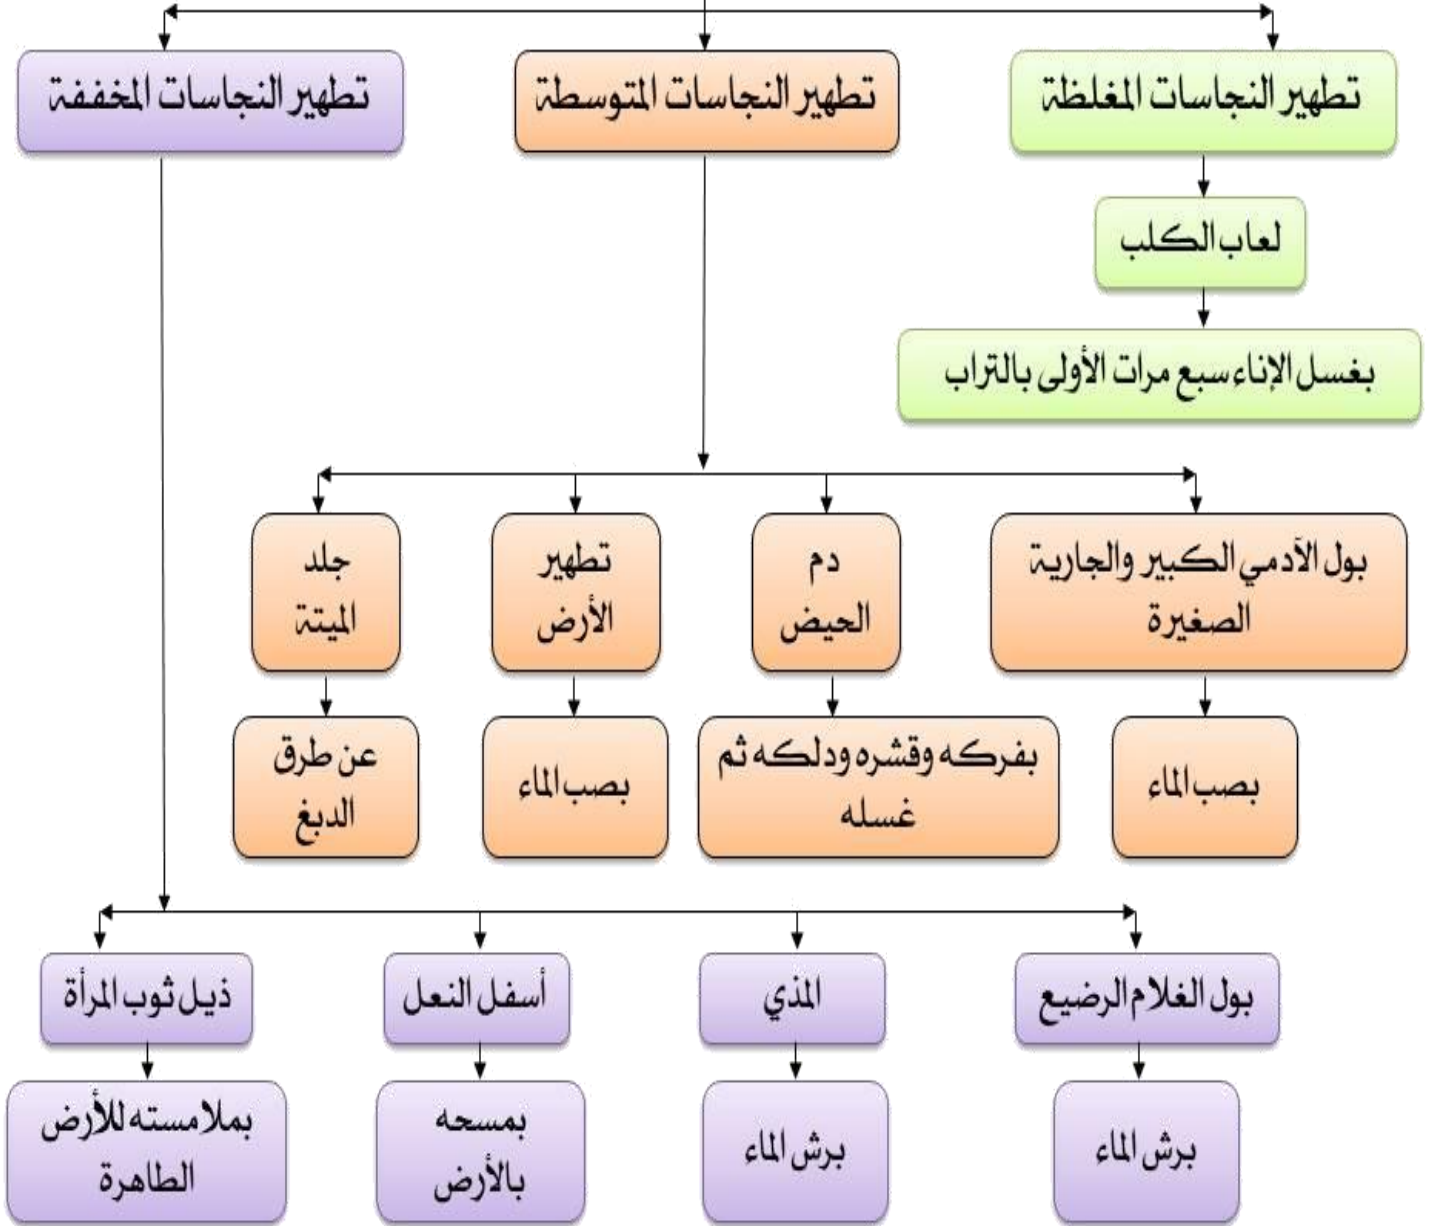 تطهير النجاسات المغلظة
تطهير النجاسات المتوسطة
تطهير النجاسات المخففة
لعاب الكلب
بغسل الإناء سبع مرات الأولى بالتراب
بول الآدمي الكبير والجارية
الصغيرة
دم
الحيض
تطهير
الأرض
جلد
الميتة
بصب الماء
بفركه وقشره ودلكه ثم
غسله
بصب الماء
عن طرق
الدبغ
بول الغلام الرضيع
المذي
أسفل النعل
ذيل ثوب المرأة
برش الماء
برش الماء
بمسحه
بالأرض
بملامسته للأرض
الطاهرة